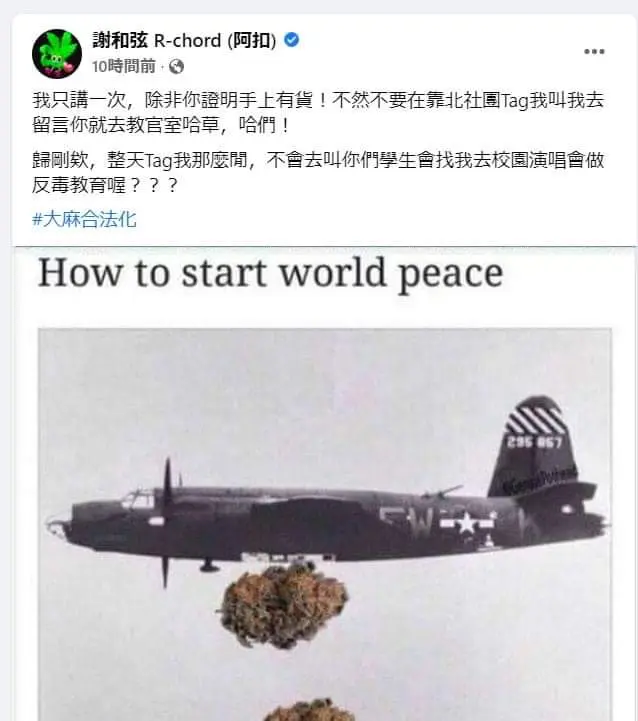 謝和弦 R-chord (阿扣)
10時間前
我只講一次，除非你證明手上有貨！不然不要在靠北社團Tag我叫我去
留言你就去教官室哈草，哈們！
歸剛欸，整天Tag我那麼閒，不會去叫你們學生會找我去校園演唱會做
反毒教育喔？？？
#大麻合法化
How to start world peace
295 857
FW